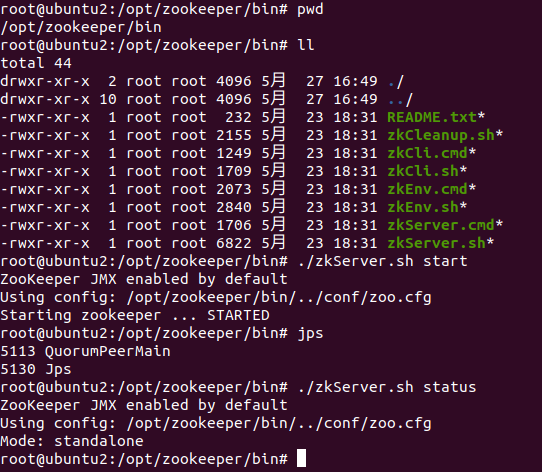 root@ubuntu2:/opt/zookeeper/bin# pwd
/opt/zookeeper/bin
root@ubuntu2:/opt/zookeeper/bin# ll
total 44
drwxr-xr-x  2 root root 4096 5月  27 16:49 ./
drwxr-xr-x 10 root root 4096 5月  27 16:49 ../
-rwxr-xr-x  1 root root  232 5月  23 18:31 README.txt*
-rwxr-xr-x  1 root root 2155 5月  23 18:31 zkCleanup.sh*
-rwxr-xr-x  1 root root 1249 5月  23 18:31 zkCli.cmd*
-rwxr-xr-x  1 root root 1709 5月  23 18:31 zkCli.sh*
-rwxr-xr-x  1 root root 2073 5月  23 18:31 zkEnv.cmd*
-rwxr-xr-x  1 root root 2840 5月  23 18:31 zkEnv.sh*
-rwxr-xr-x  1 root root 1706 5月  23 18:31 zkServer.cmd*
-rwxr-xr-x  1 root root 6822 5月  23 18:31 zkServer.sh*
root@ubuntu2:/opt/zookeeper/bin# ./zkServer.sh start
ZooKeeper JMX enabled by default
Using config: /opt/zookeeper/bin/../conf/zoo.cfg
Starting zookeeper ... STARTED
root@ubuntu2:/opt/zookeeper/bin# jps
5113 QuorumPeerMain
5130 Jps
root@ubuntu2:/opt/zookeeper/bin# ./zkServer.sh status
ZooKeeper JMX enabled by default
Using config: /opt/zookeeper/bin/../conf/zoo.cfg
Mode: standalone
root@ubuntu2:/opt/zookeeper/bin#